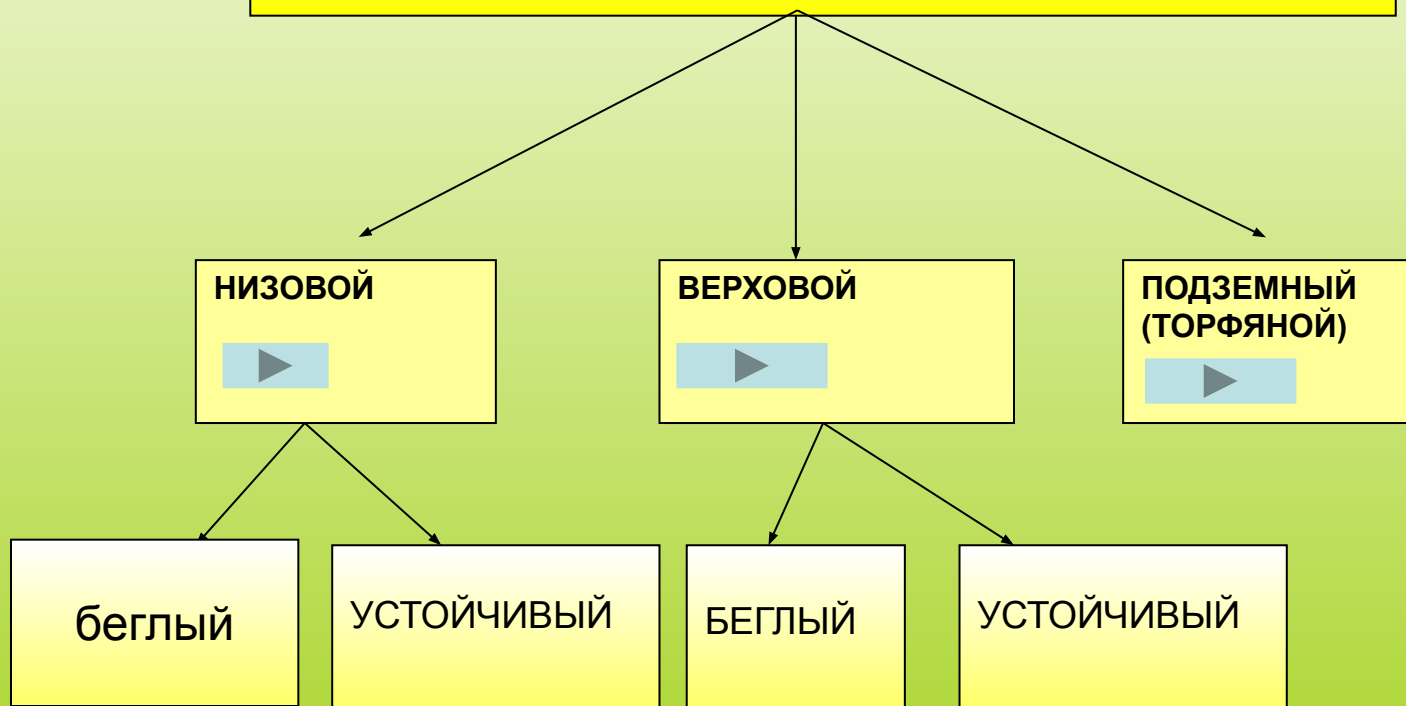 НИЗОВОЙ
ВЕРХОВОЙ
ПОДЗЕМНЫЙ
(ТОРФЯНОЙ)
беглый
УСТОЙЧИВЫЙ
БЕГЛЫЙ
УСТОЙЧИВЫЙ